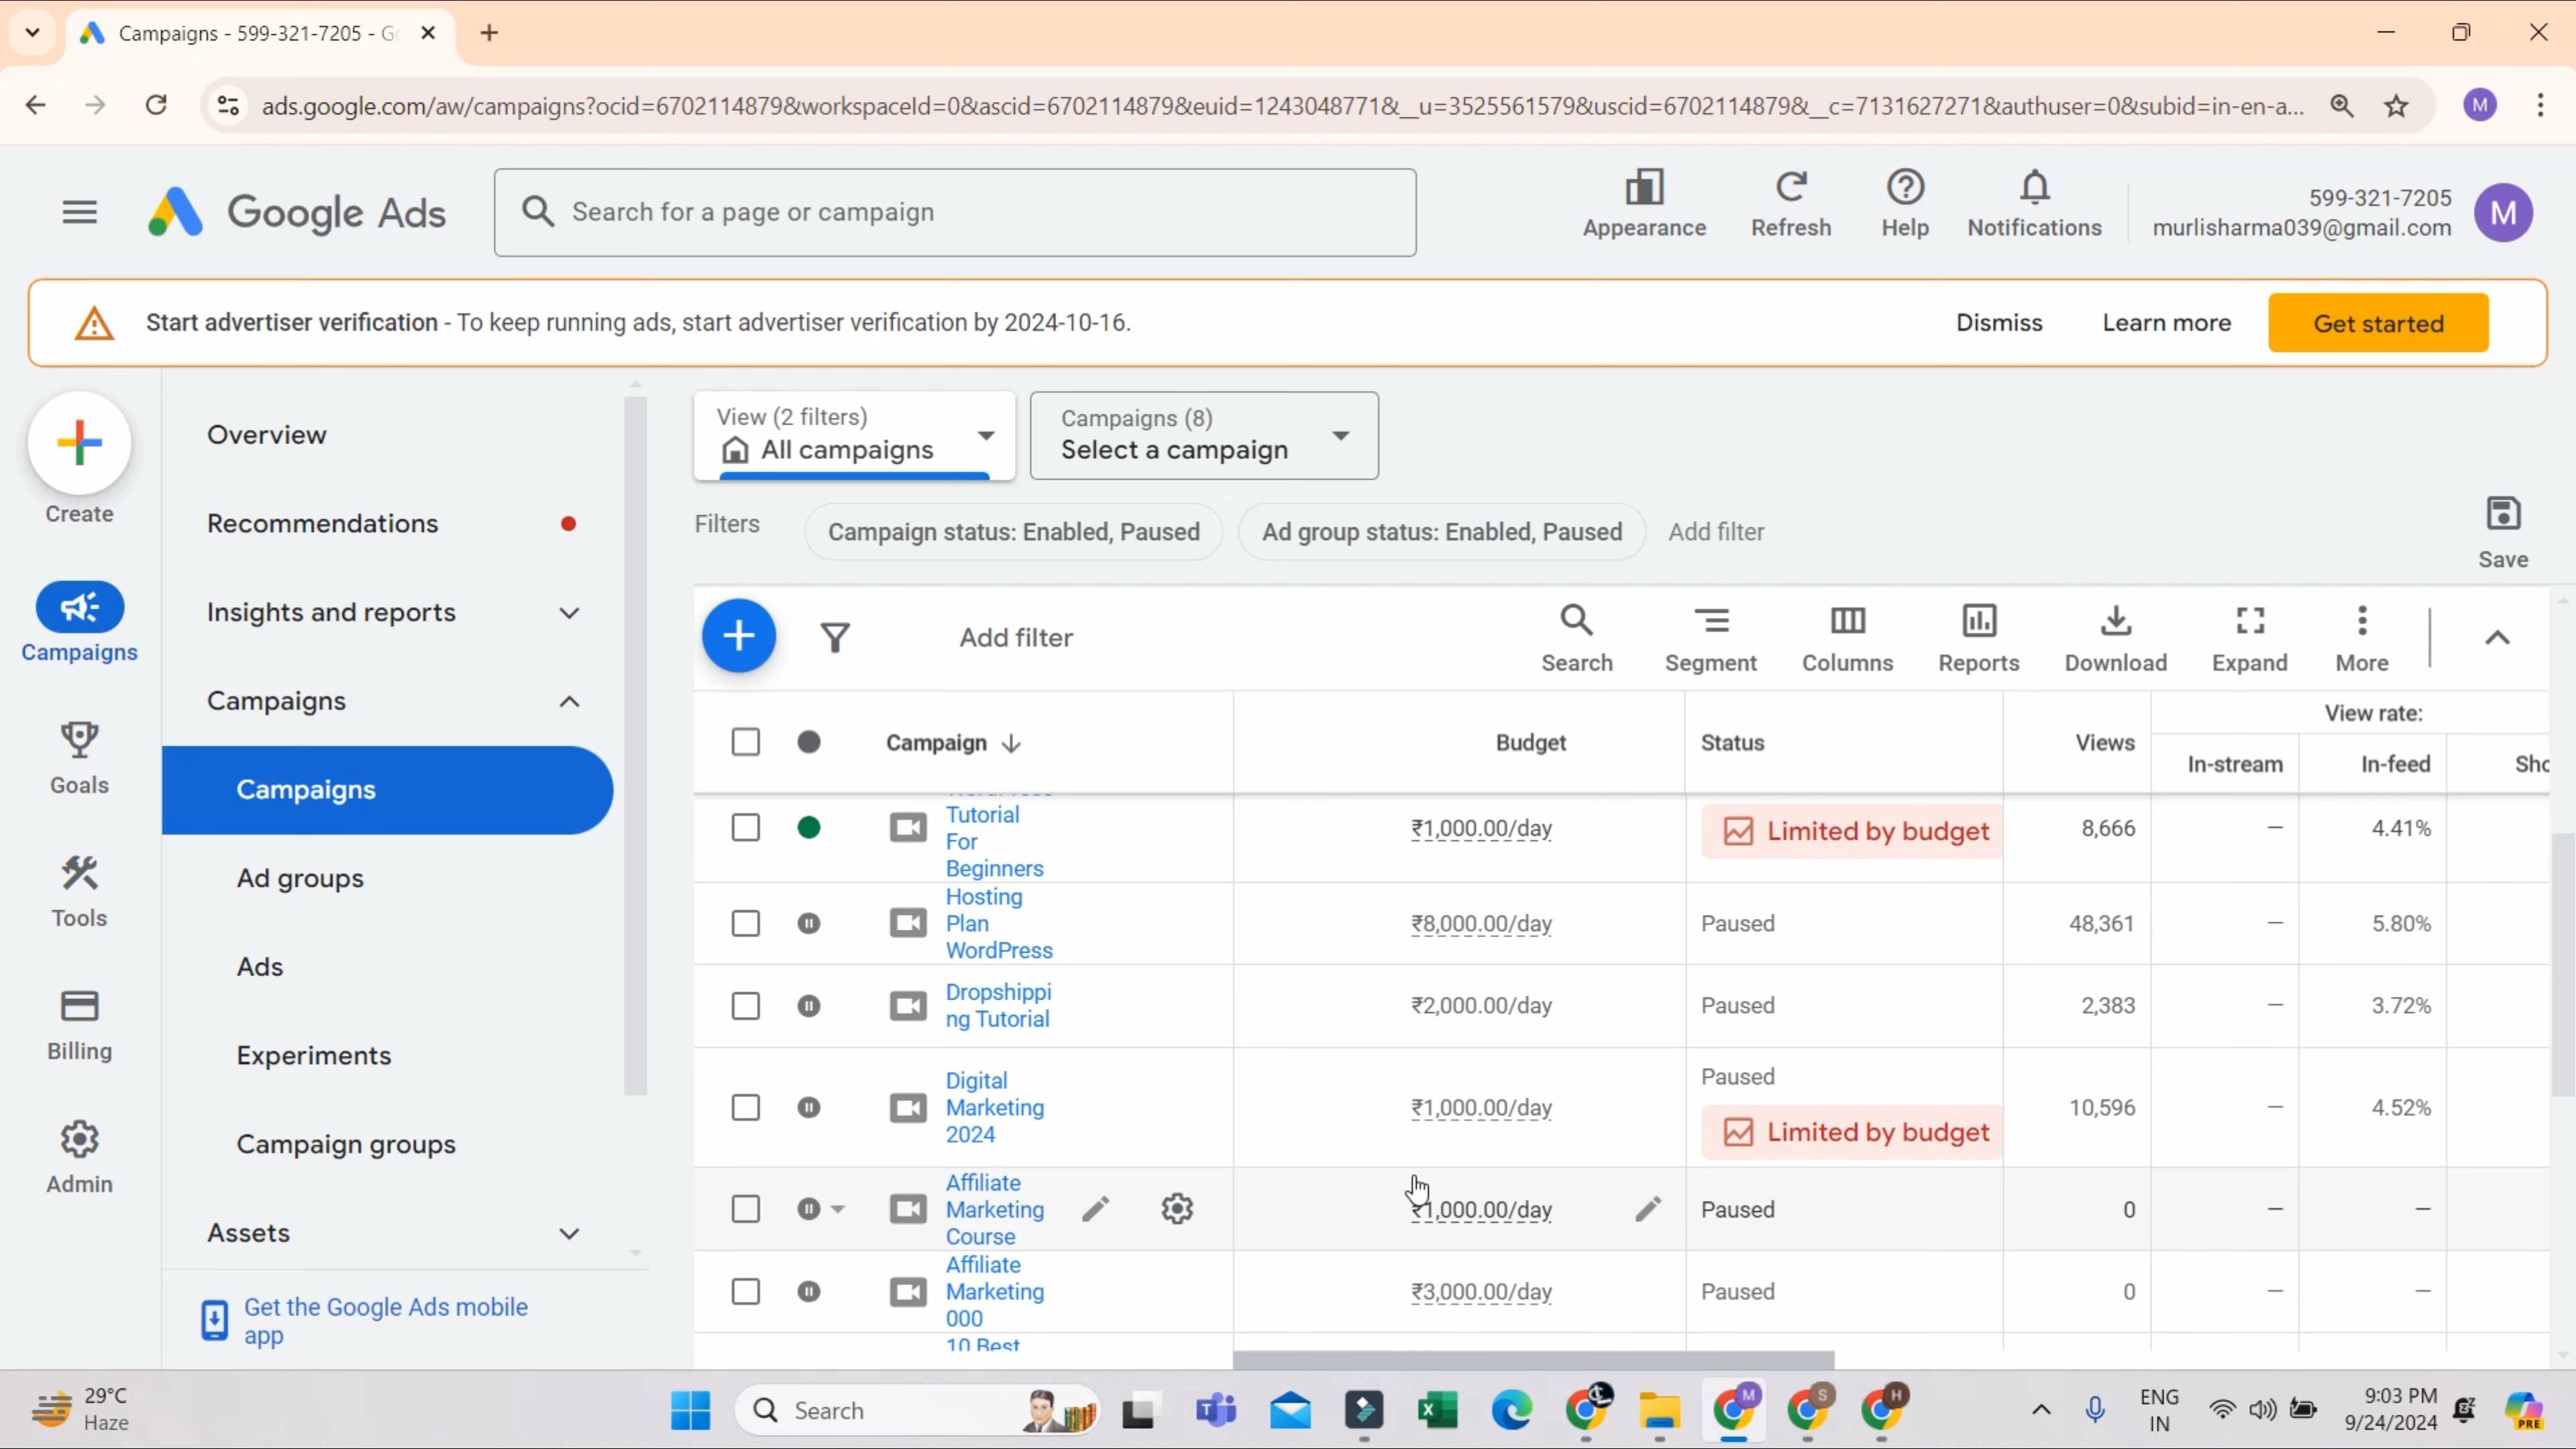 Campaigns - 599-321-7205 - G
ads.google.com/aw/campaigns?ocid=6702114879&workspaceId=0&ascid=6702114879&euid=1243048771&__u=3525561579&uscid=6702114879&__c=7131627271&authuser=0&subid=in-en-a...
M
Google Ads
Search for a page or campaign
Appearance
Refresh
Help
Notifications
599-321-7205
murlisharma039@gmail.com
M
Start advertiser verification - To keep running ads, start advertiser verification by 2024-10-16.
Dismiss
Learn more
Get started
Create
Campaigns
Goals
Tools
Billing
Admin
Overview
Recommendations
Insights and reports
Campaigns
Campaigns
Ad groups
Ads
Experiments
Campaign groups
Assets
Get the Google Ads mobile
app
View (2 filters)
All campaigns
Campaigns (8)
Select a campaign
Filters
Campaign status: Enabled, Paused
Ad group status: Enabled, Paused
Add filter
Save
Add filter
Search
Segment
Columns
Reports
Download
Expand
More
Campaign
Budget
Status
Views
View rate:
In-stream
In-feed
Sho
Tutorial
For
Beginners
₹1,000.00/day
Limited by budget
8,666
—
4.41%
Hosting
Plan
WordPress
₹8,000.00/day
Paused
48,361
—
5.80%
Dropshippi
ng Tutorial
₹2,000.00/day
Paused
2,383
—
3.72%
Digital
Marketing
2024
₹1,000.00/day
Paused
Limited by budget
10,596
—
4.52%
Affiliate
Marketing
Course
₹1,000.00/day
Paused
0
—
—
Affiliate
Marketing
000
₹3,000.00/day
Paused
0
—
—
10 Best
29°C
Haze
Search
M
S
H
ENG
IN
9:03 PM
9/24/2024
PRE